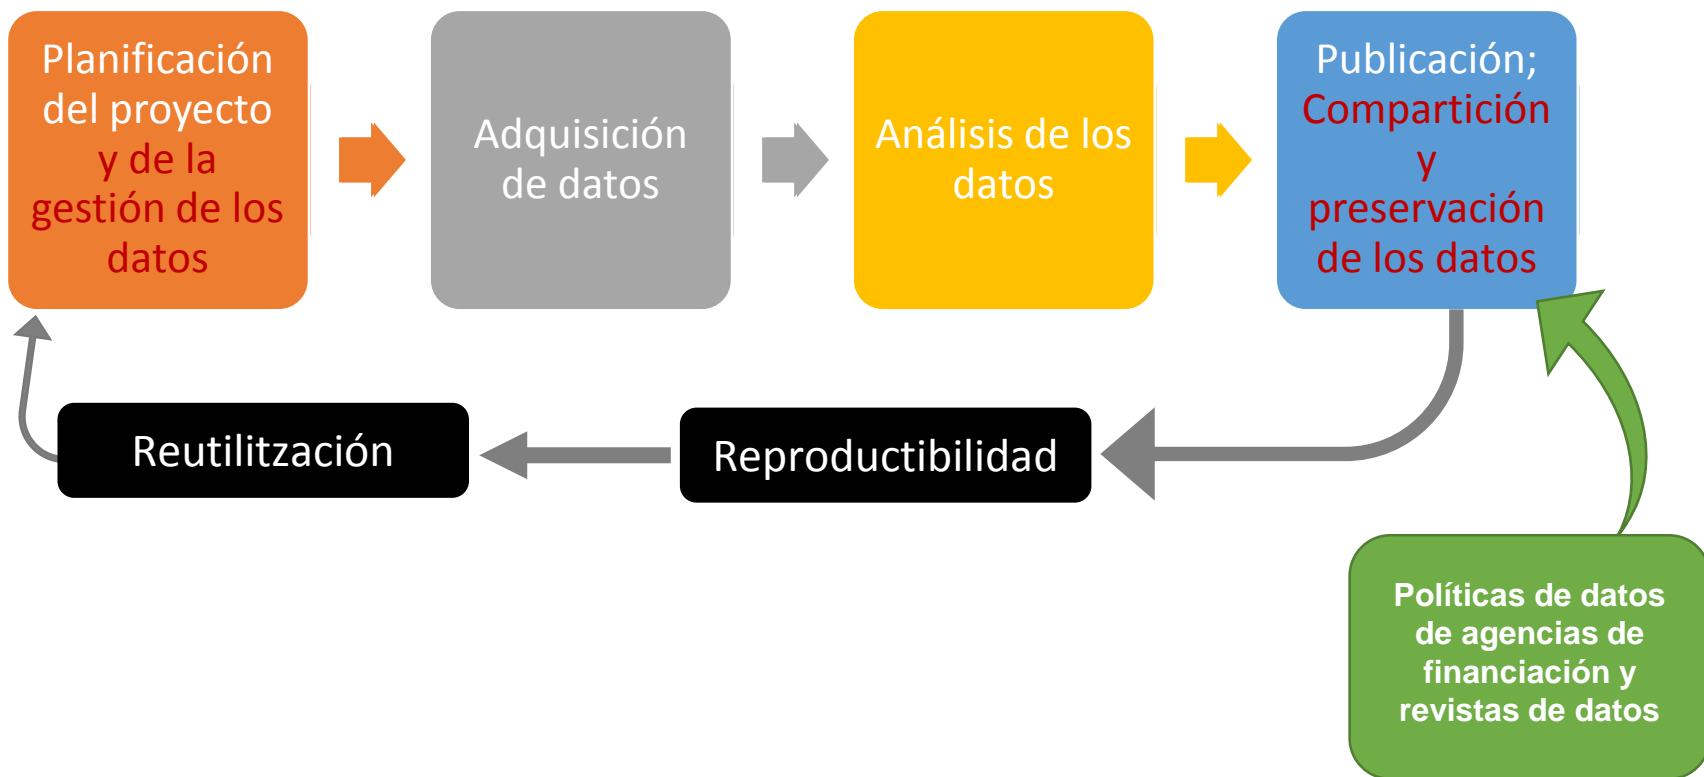 Planificación
del proyecto
y de la
gestión de los
datos
Adquisición
de datos
Análisis de los
datos
Publicación;
Compartición
y
preservación
de los datos
Reutilitzación
Reproductibilidad
Políticas de datos
de agencias de
financiación y
revistas de datos